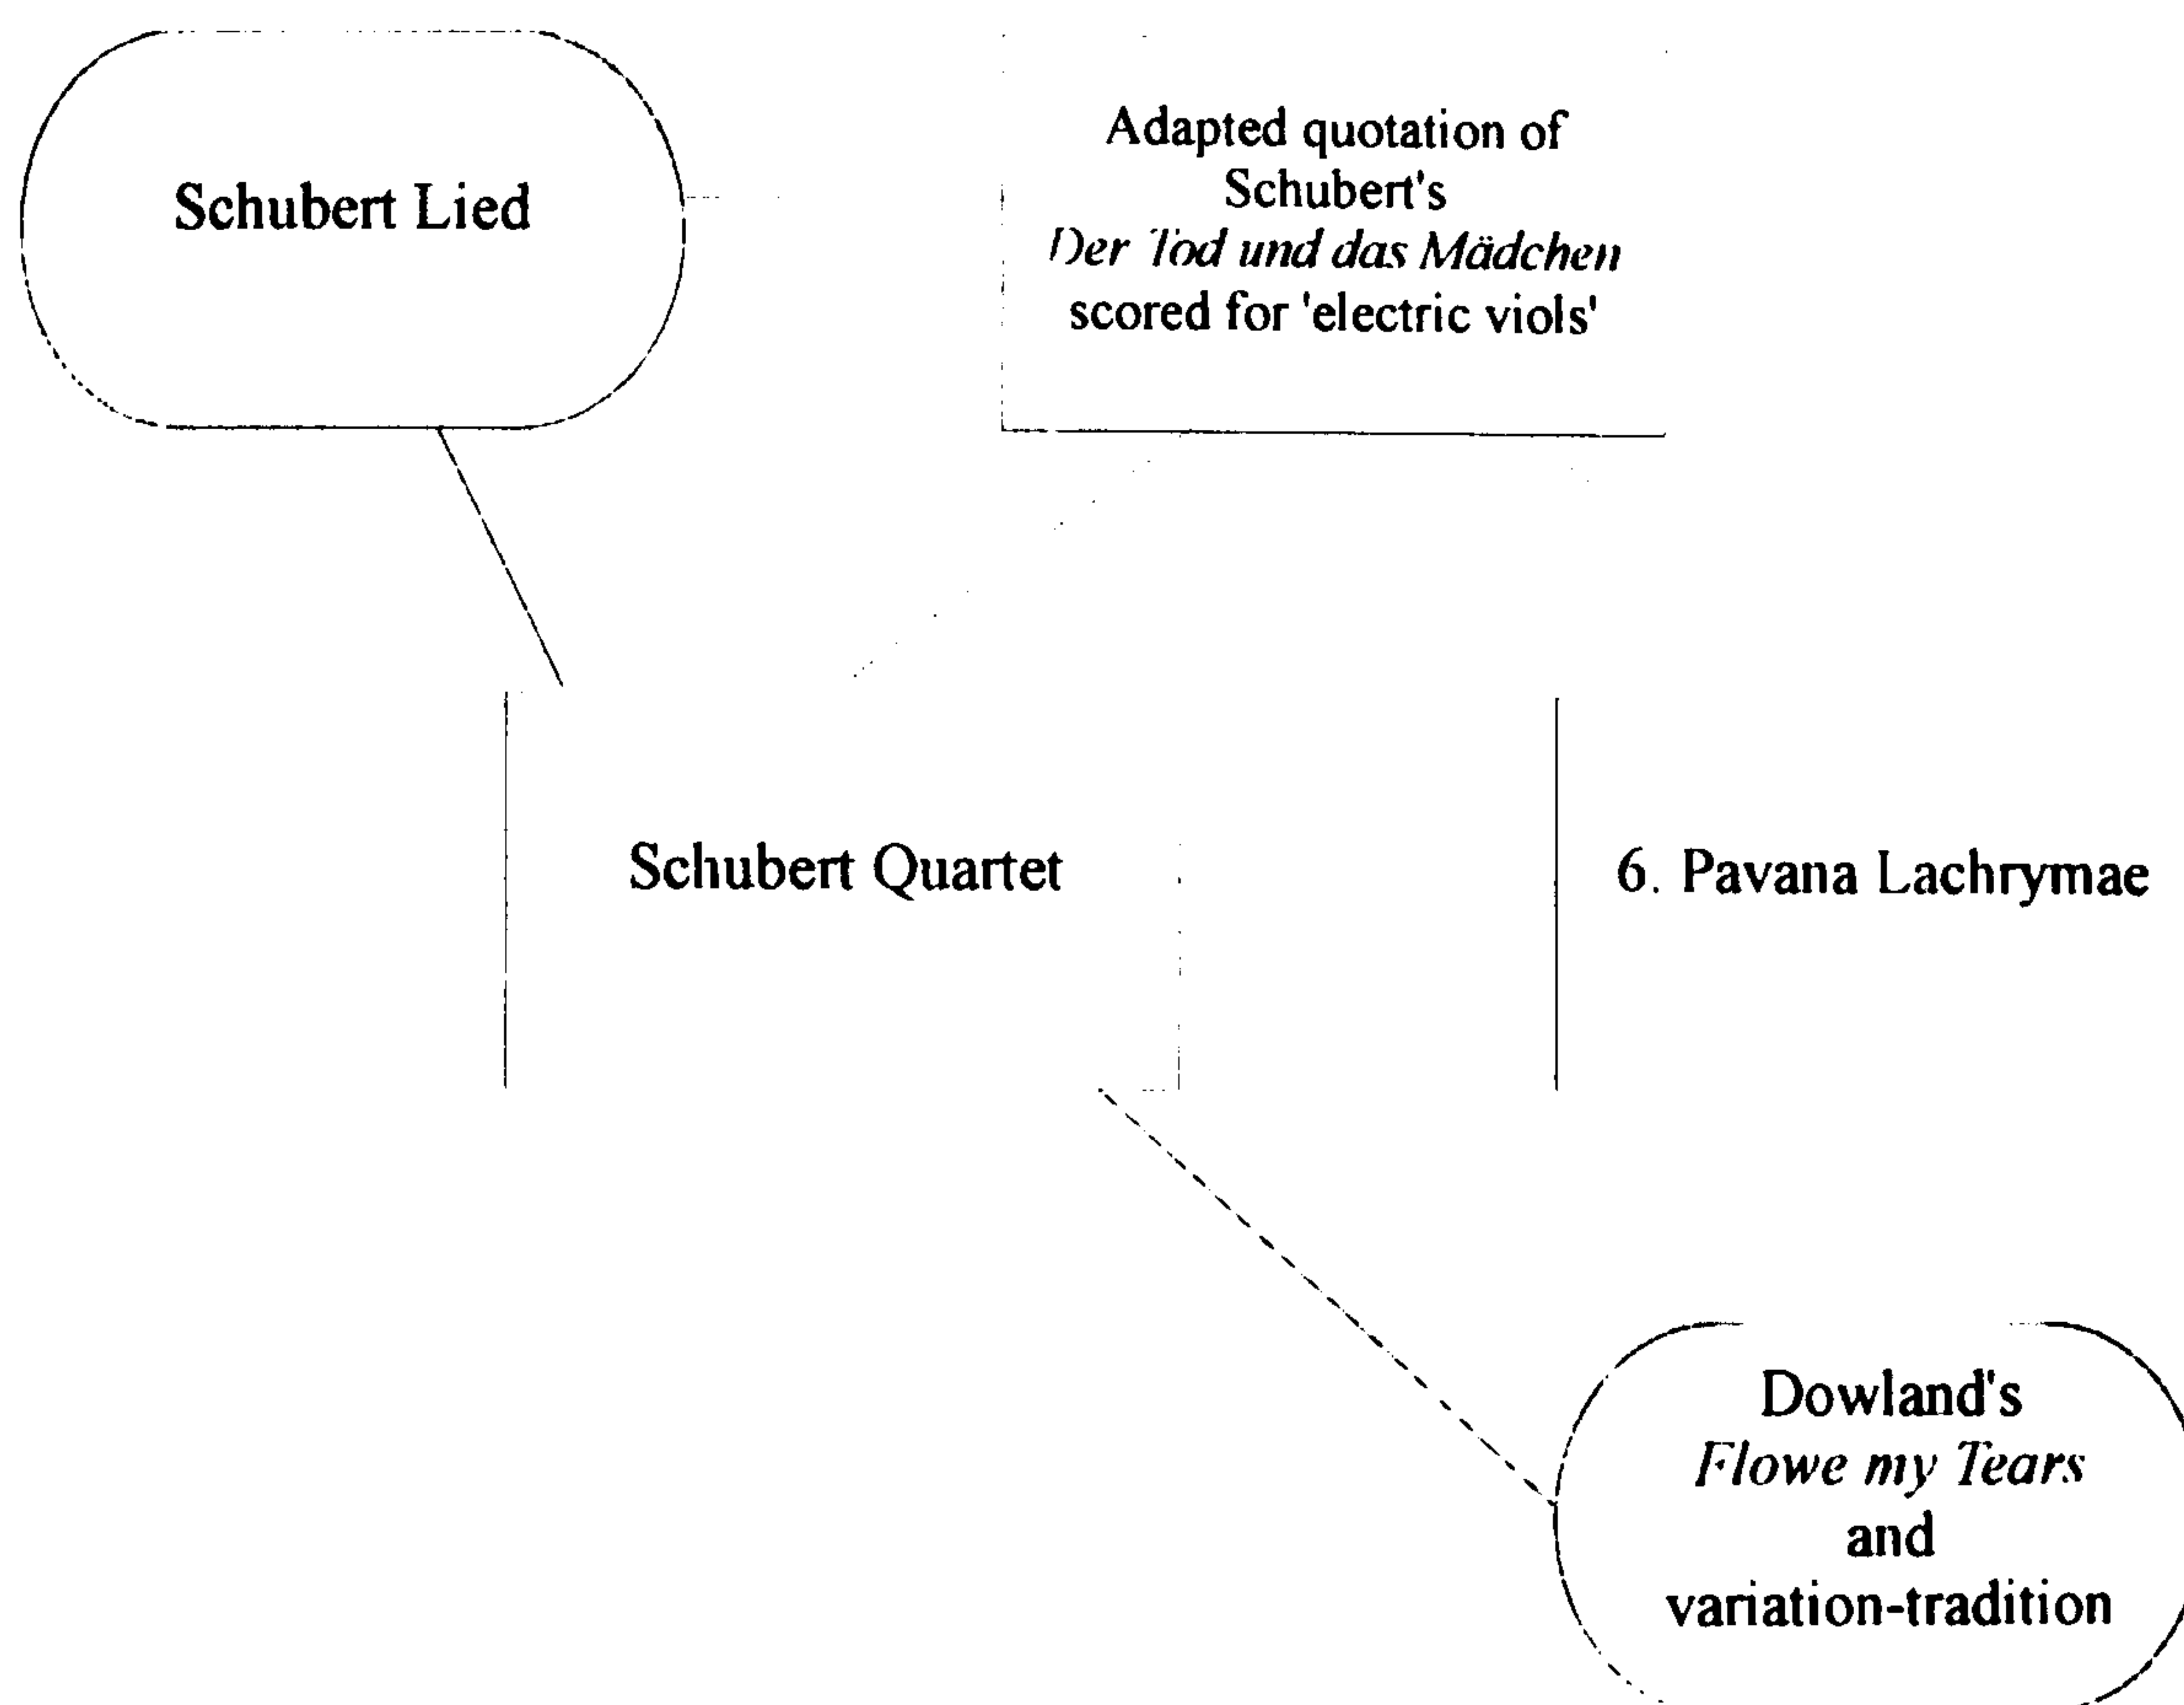 Schubert Lied
Adapted quotation of
Schubert's
Der Tod und das Mädchen
scored for 'electric viols'
Schubert Quartet
6. Pavana Lachrymae
Dowland's
Flowe my Tears
and
variation-tradition